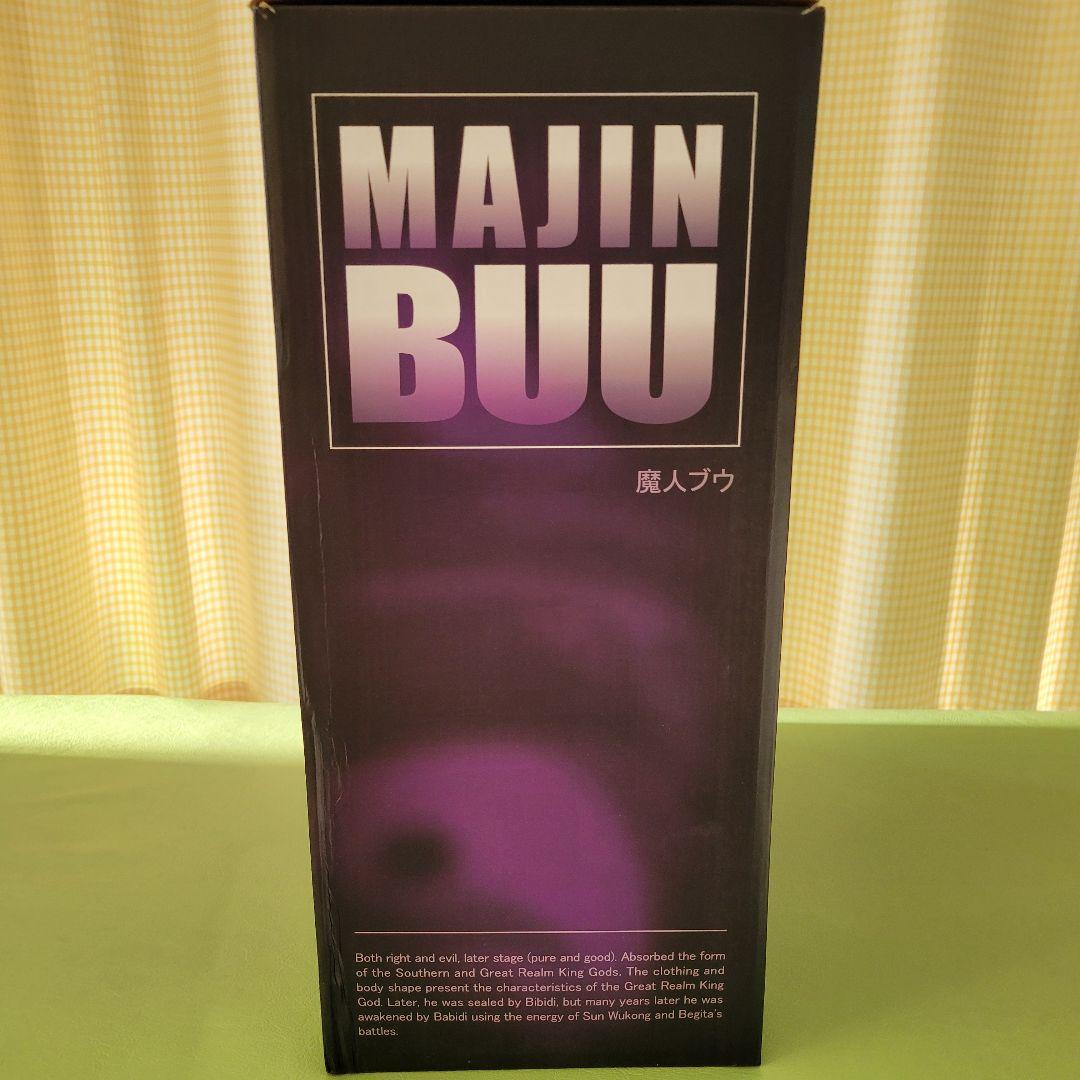 MAJIN
BUU
魔人ブウ
Both right and evil, later stage (pure and good). Absorbed the form
of the Southern and Great Realm King Gods. The clothing and
body shape present the characteristics of the Great Realm King
God. Later, he was sealed by Bibidi, but many years later he was
awakened by Babidi using the energy of Sun Wukong and Begita's
battles.